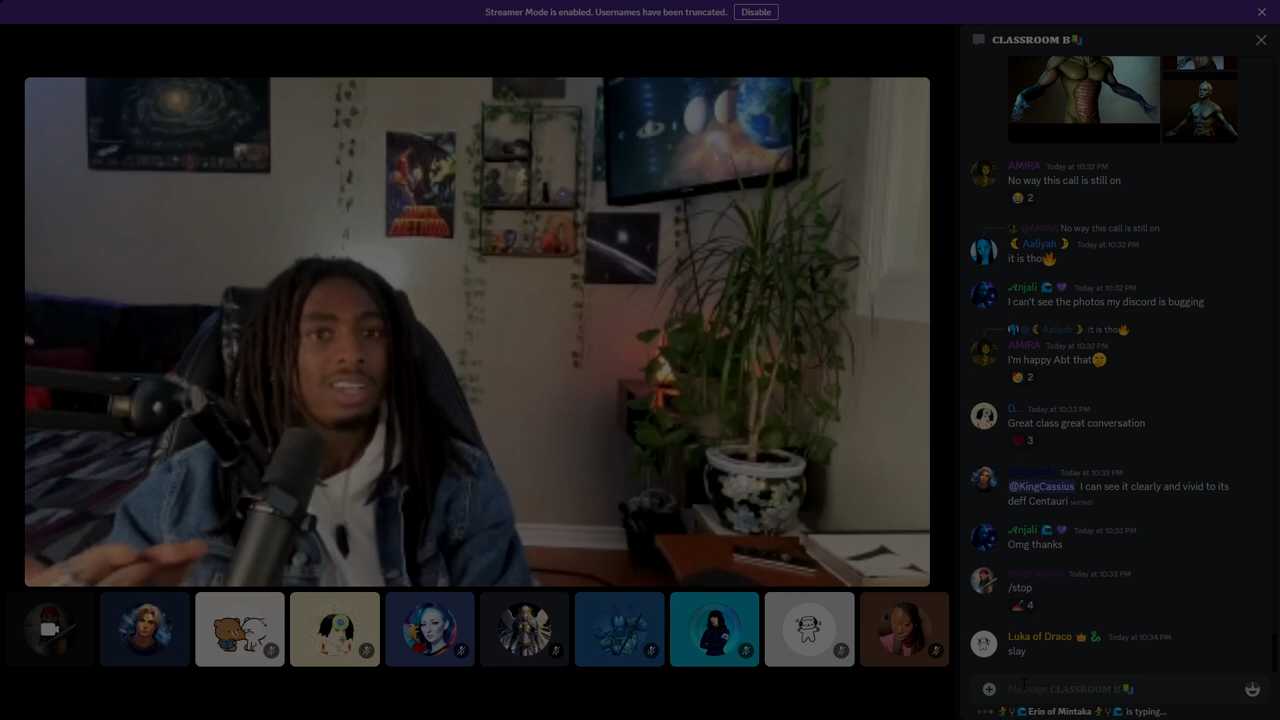 Streamer Mode is enabled. Usernames have been truncated. Disable
CLASSROOM B
SUPER
METROID
AMIRA Today at 10:32 PM
No way this call is still on
2
@AMIRA No way this call is still on
Aaliyah Today at 10:32 PM
it is tho
Anjali Today at 10:32 PM
I can't see the photos my discord is bugging
@ Aaliyah it is tho
AMIRA Today at 10:32 PM
I'm happy Abt that
2
D... Today at 10:33 PM
Great class great conversation
3
Today at 10:33 PM
@KingCassius I can see it clearly and vivid to its
deff Centauri (edited)
Anjali Today at 10:33 PM
Omg thanks
KingCassius Today at 10:33 PM
/stop
4
Luka of Draco Today at 10:34 PM
slay
Message CLASSROOM B
Erin of Mintaka is typing...